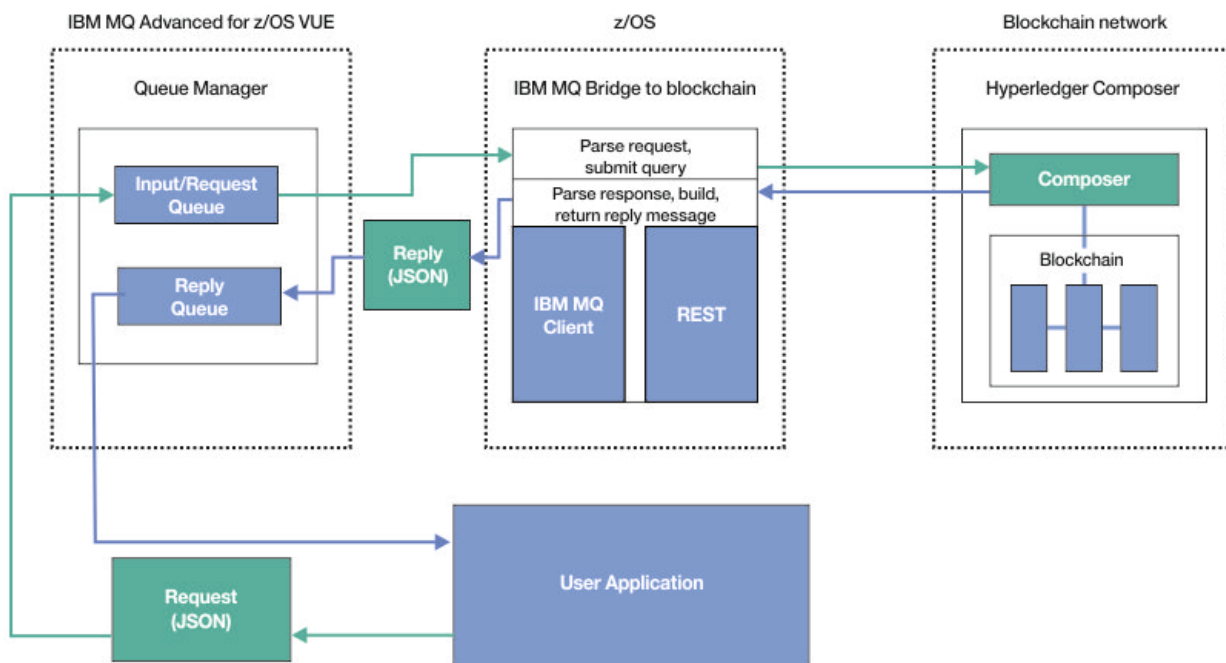 IBM MQ Advanced for z/OS VUE
z/OS
Blockchain network
Queue Manager
IBM MQ Bridge to blockchain
Hyperledger Composer
Input/Request
Queue
Reply
Queue
Reply
(JSON)
Parse request,
submit query
Parse response, build,
return reply message
IBM MQ
Client
REST
Composer
Blockchain
Request
(JSON)
User Application